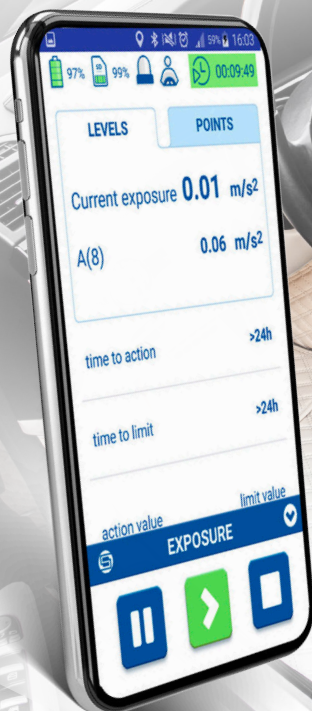 59% 16:03
97% SD 99% 00:09:49
LEVELS POINTS
Current exposure 0.01 m/s²
A(8) 0.06 m/s²
time to action >24h
time to limit >24h
action value limit value
EXPOSURE